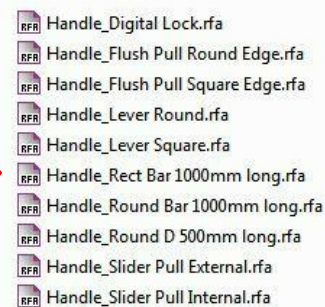 RFA Handle_Digital Lock.rfa
RFA Handle_Flush Pull Round Edge.rfa
RFA Handle_Flush Pull Square Edge.rfa
RFA Handle_Lever Round.rfa
RFA Handle_Lever Square.rfa
RFA Handle_Rect Bar 1000mm long.rfa
RFA Handle_Round Bar 1000mm long.rfa
RFA Handle_Round D 500mm long.rfa
RFA Handle_Slider Pull External.rfa
RFA Handle_Slider Pull Internal.rfa